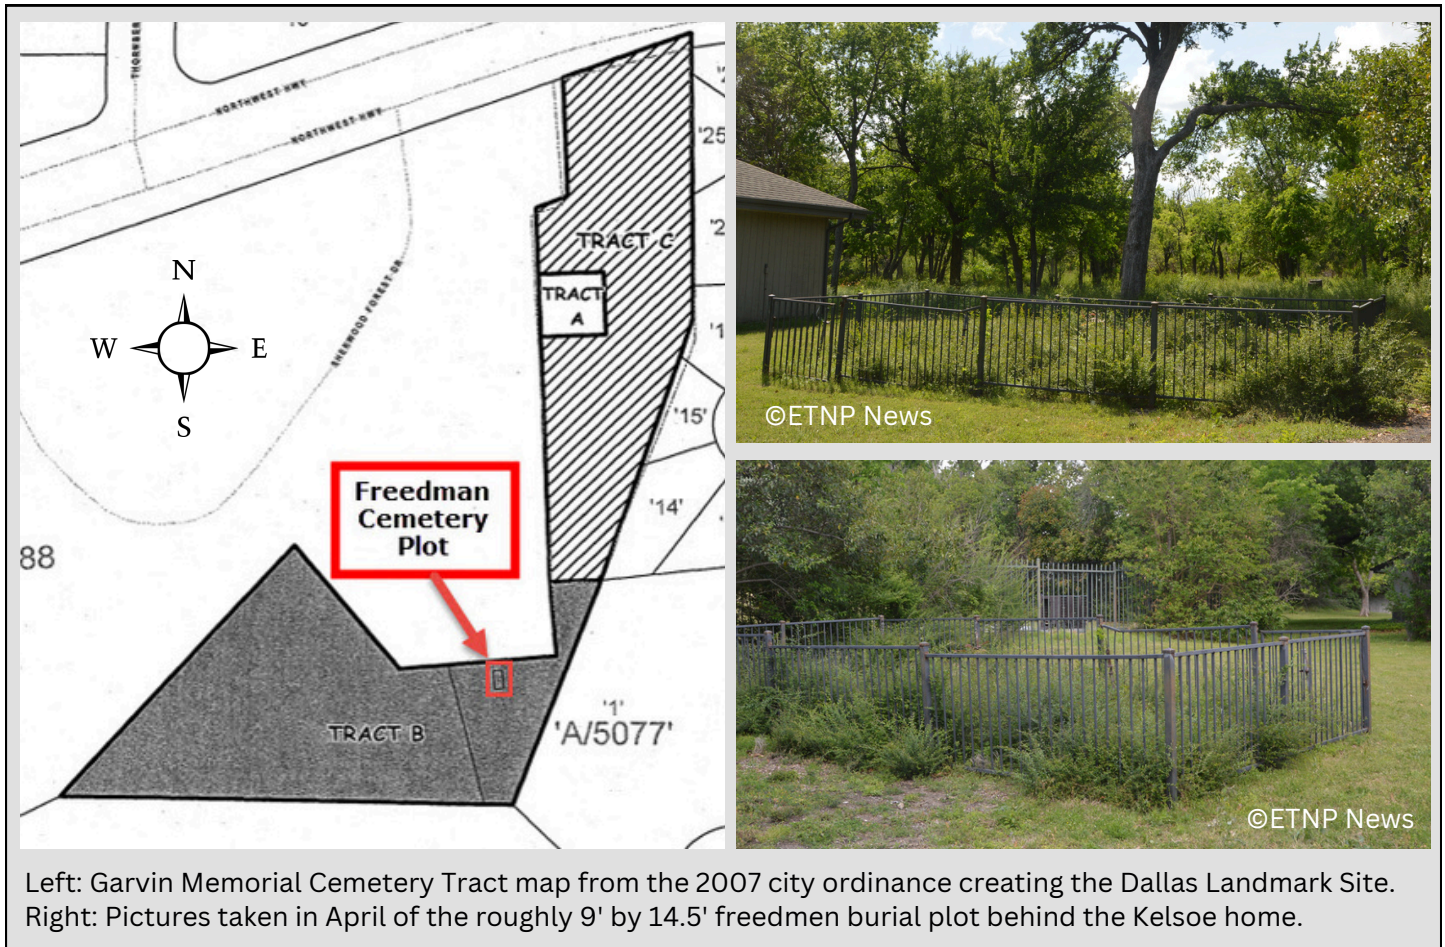 THORNBER
NORTHWEST HWY
NORTHWEST HWY
'25
'2
TRACT C
TRACT
A
N
W
E
S
SHERWOOD FOREST DR
'1
'15'
'14'
Freedman
Cemetery
Plot
88
TRACT B
'1'
'A/5077'
©ETNP News
©ETNP News
Left: Garvin Memorial Cemetery Tract map from the 2007 city ordinance creating the Dallas Landmark Site.
Right: Pictures taken in April of the roughly 9' by 14.5' freedmen burial plot behind the Kelsoe home.